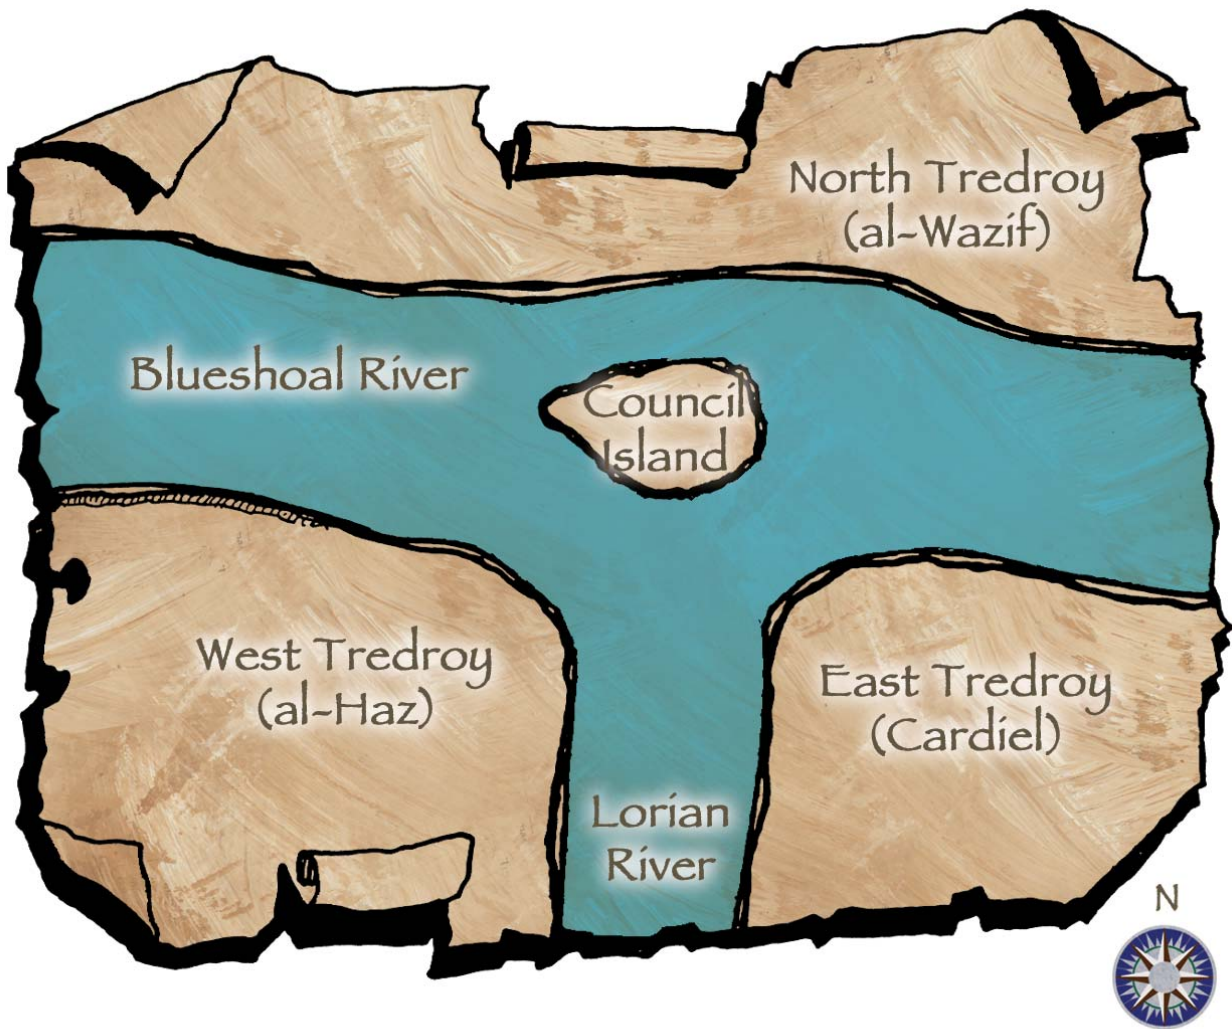 North Tredroy
(al-Wazif)
Blueshoal River
Council
Island
West Tredroy
(al-Haz)
East Tredroy
(Cardiel)
Lorian
River
N